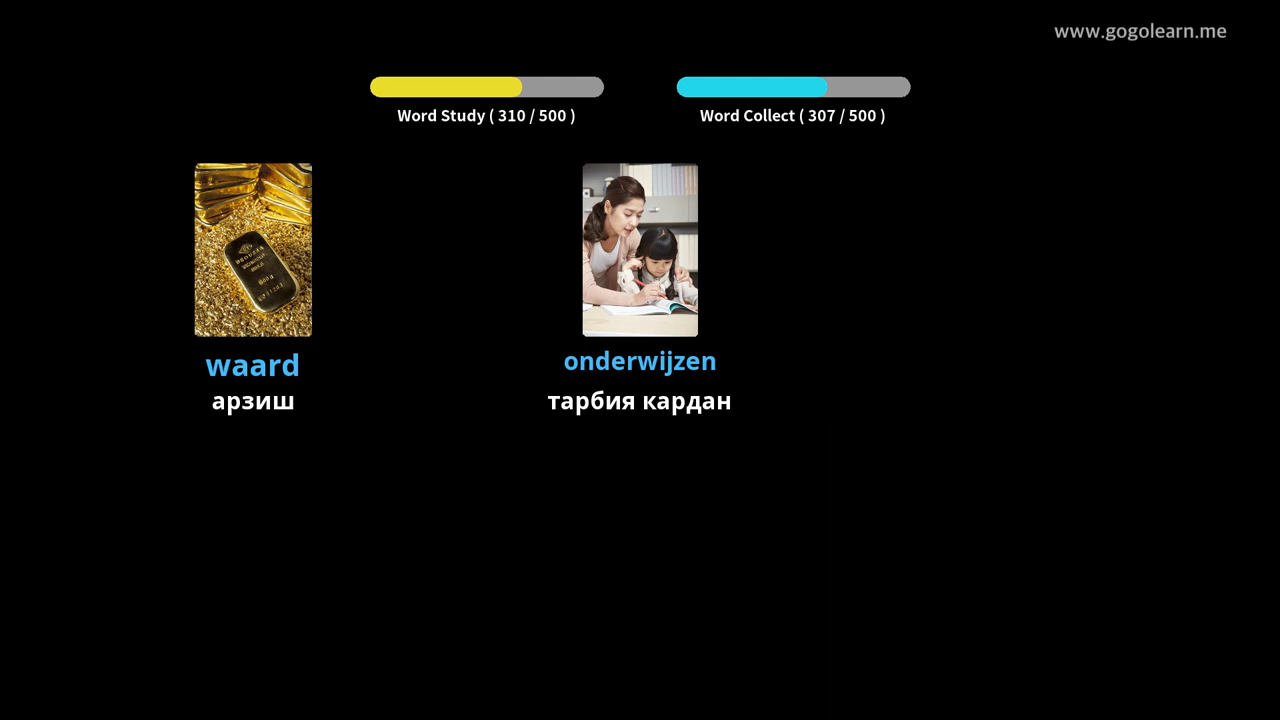 www.gogolearn.me
Word Study ( 310 / 500 )
Word Collect ( 307 / 500 )
waard
арзиш
onderwijzen
тарбия кардан